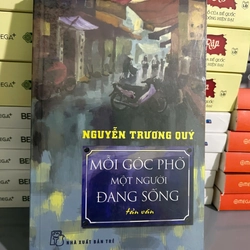 NGUYỄN TRƯƠNG QUÝ
MỖI GÓC PHỐ
MỘT NGƯỜI
ĐANG SỐNG
tản văn
NHÀ XUẤT BẢN TRẺ